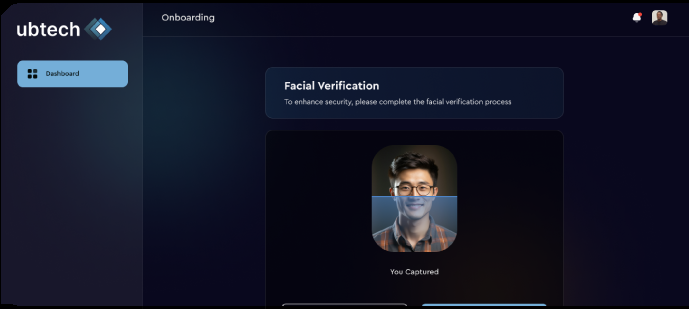 ubtech
Onboarding
Dashboard
Facial Verification
To enhance security, please complete the facial verification process
You Captured